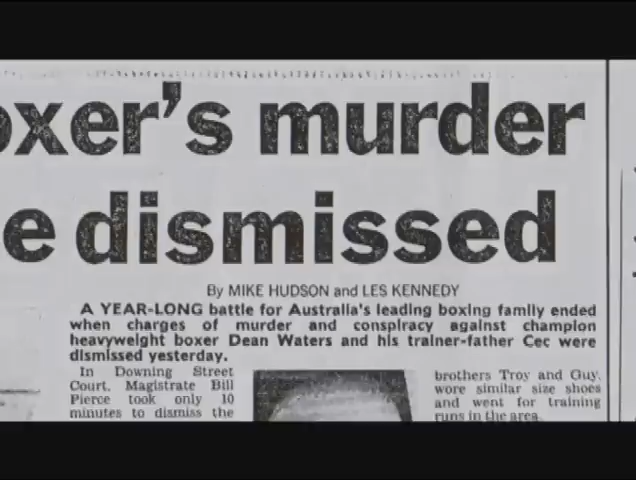 oxer's murder
e dismissed
By MIKE HUDSON and LES KENNEDY
A YEAR-LONG battle for Australia's leading boxing family ended
when charges of murder and conspiracy against champion
heavyweight boxer Dean Waters and his trainer-father Cec were
dismissed yesterday.
In Downing Street
Court, Magistrate Bill
Pierce took only 10
minutes to dismiss the
brothers Troy and Guy,
wore similar size shoes
and went for training
runs in the area.